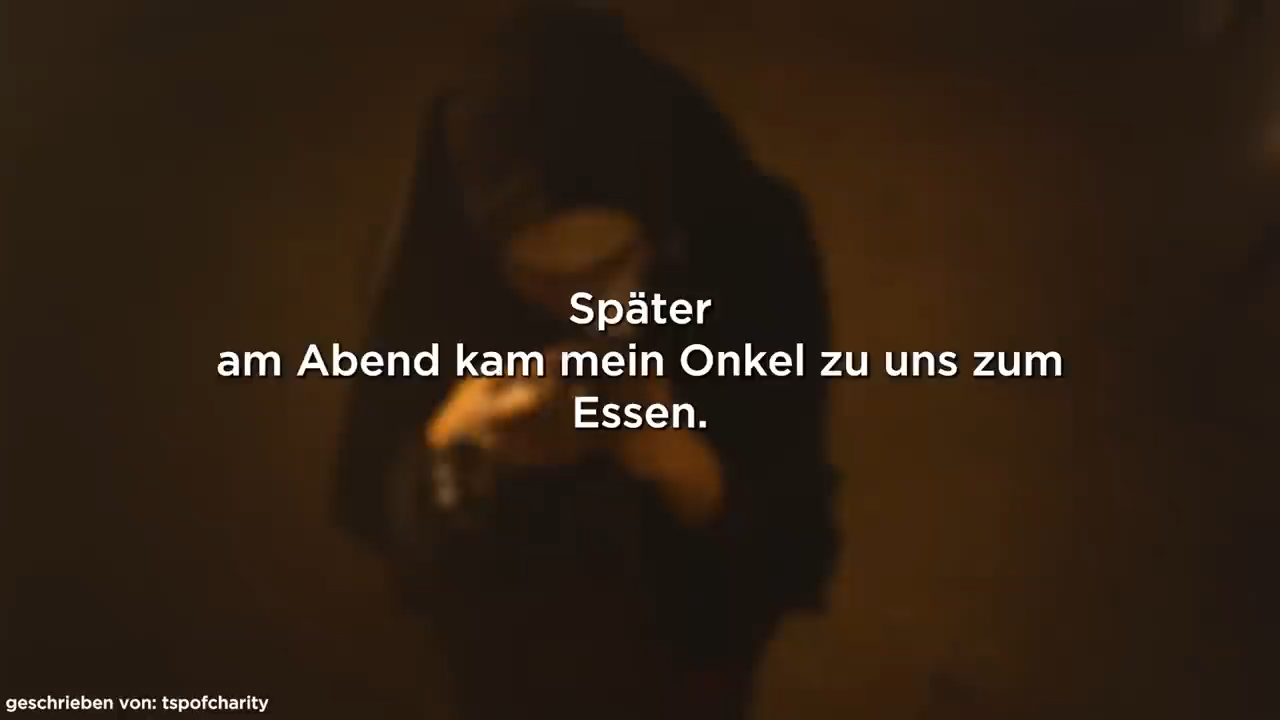 Später
am Abend kam mein Onkel zu uns zum
Essen.
geschrieben von: tspofcharity